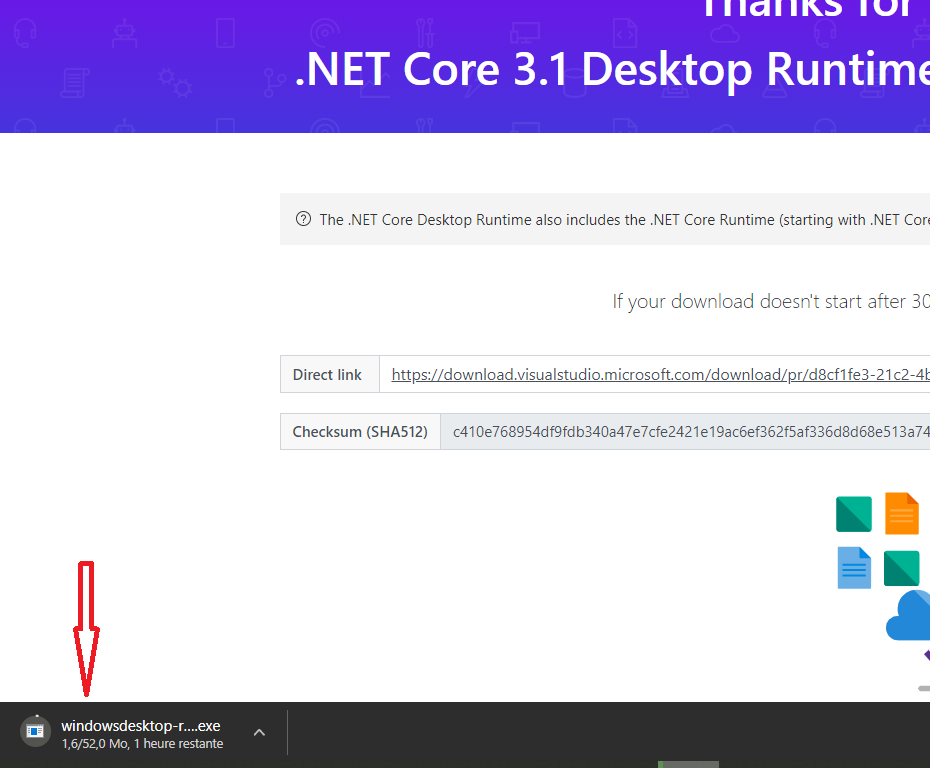 Thanks for
.NET Core 3.1 Desktop Runtime
The .NET Core Desktop Runtime also includes the .NET Core Runtime (starting with .NET Core
If your download doesn't start after 30
Direct link https://download.visualstudio.microsoft.com/download/pr/d8cf1fe3-21c2-4b
Checksum (SHA512) c410e768954df9fdb340a47e7cfe2421e19ac6ef362f5af336d8d68e513a74
windowsdesktop-r....exe
1,6/52,0 Mo, 1 heure restante